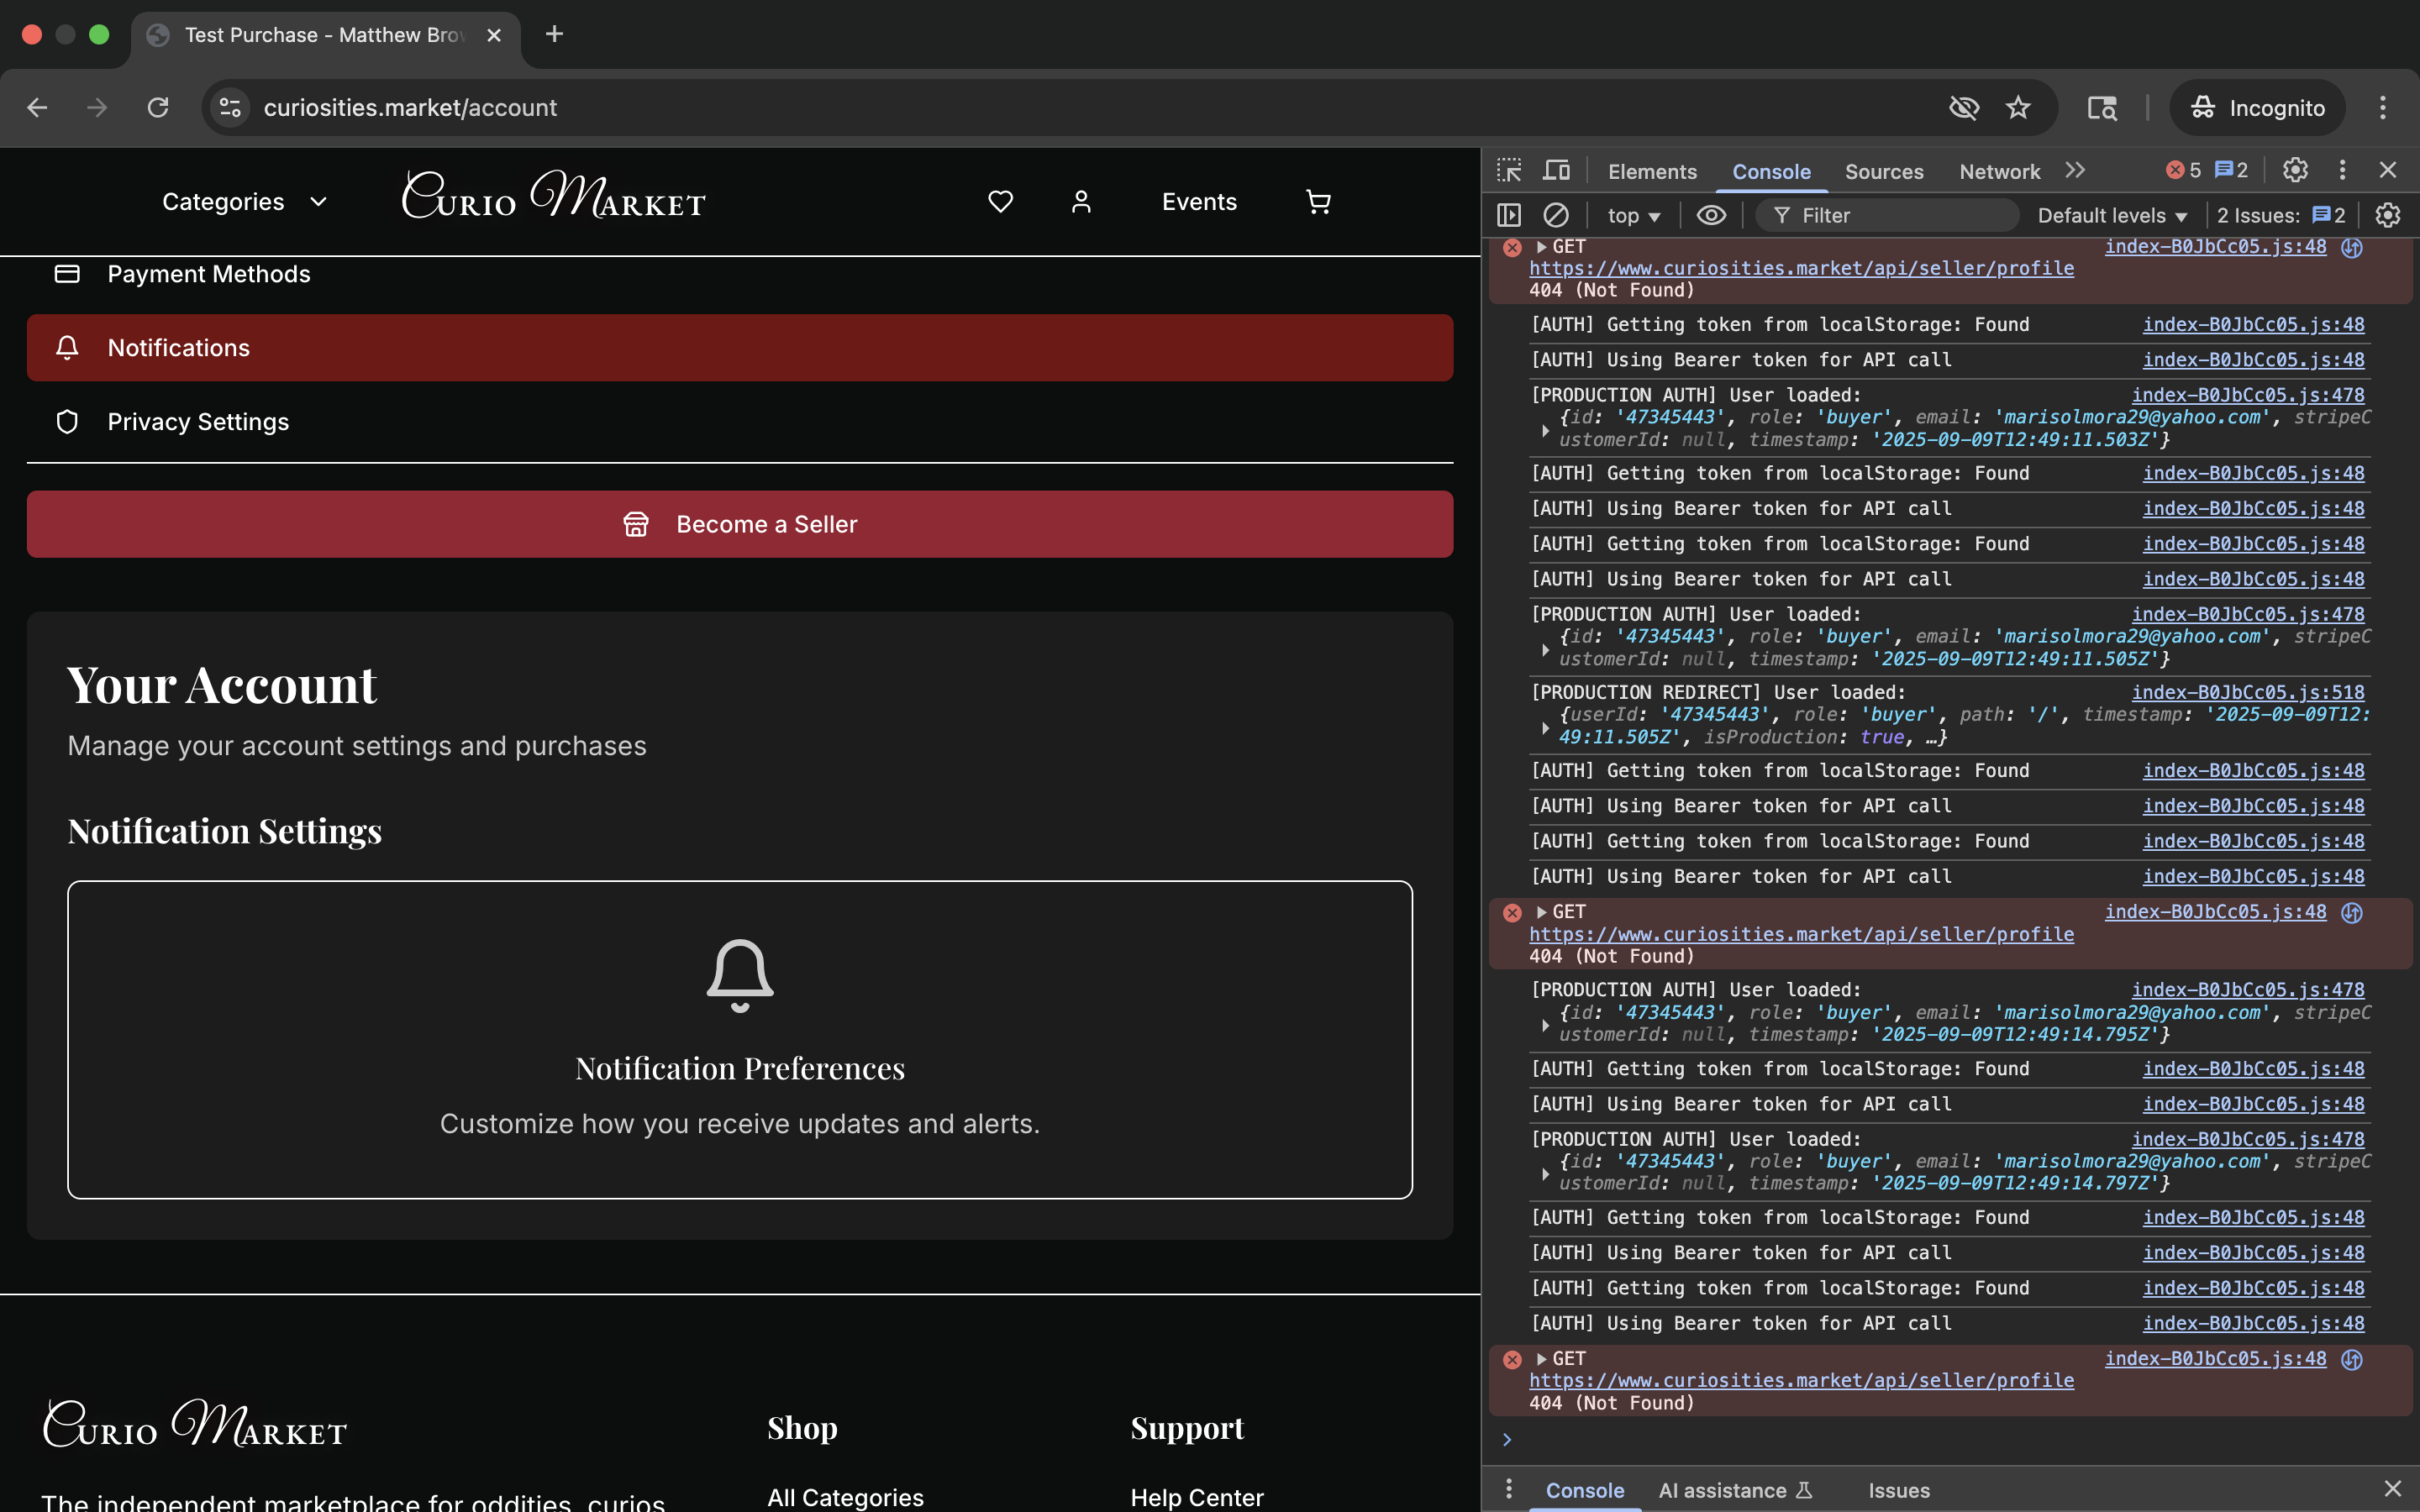 Test Purchase - Matthew Brow
curiosities.market/account
Incognito
Categories
Curio Market
Events
Payment Methods
Notifications
Privacy Settings
Become a Seller
Your Account
Manage your account settings and purchases
Notification Settings
Notification Preferences
Customize how you receive updates and alerts.
Curio Market
The independent marketplace for oddities, curios
Shop
All Categories
Support
Help Center
Elements
Console
Sources
Network
5
2
top
Filter
Default levels
2 Issues:
2
GET index-B0JbCc05.js:48
https://www.curiosities.market/api/seller/profile
404 (Not Found)
[AUTH] Getting token from localStorage: Found index-B0JbCc05.js:48
[AUTH] Using Bearer token for API call index-B0JbCc05.js:48
[PRODUCTION AUTH] User loaded: index-B0JbCc05.js:478
{id: '47345443', role: 'buyer', email: 'marisolmora29@yahoo.com', stripeC
ustomerId: null, timestamp: '2025-09-09T12:49:11.503Z'}
[AUTH] Getting token from localStorage: Found index-B0JbCc05.js:48
[AUTH] Using Bearer token for API call index-B0JbCc05.js:48
[AUTH] Getting token from localStorage: Found index-B0JbCc05.js:48
[AUTH] Using Bearer token for API call index-B0JbCc05.js:48
[PRODUCTION AUTH] User loaded: index-B0JbCc05.js:478
{id: '47345443', role: 'buyer', email: 'marisolmora29@yahoo.com', stripeC
ustomerId: null, timestamp: '2025-09-09T12:49:11.505Z'}
[PRODUCTION REDIRECT] User loaded: index-B0JbCc05.js:518
{userId: '47345443', role: 'buyer', path: '/', timestamp: '2025-09-09T12:
49:11.505Z', isProduction: true, …}
[AUTH] Getting token from localStorage: Found index-B0JbCc05.js:48
[AUTH] Using Bearer token for API call index-B0JbCc05.js:48
[AUTH] Getting token from localStorage: Found index-B0JbCc05.js:48
[AUTH] Using Bearer token for API call index-B0JbCc05.js:48
GET index-B0JbCc05.js:48
https://www.curiosities.market/api/seller/profile
404 (Not Found)
[PRODUCTION AUTH] User loaded: index-B0JbCc05.js:478
{id: '47345443', role: 'buyer', email: 'marisolmora29@yahoo.com', stripeC
ustomerId: null, timestamp: '2025-09-09T12:49:14.795Z'}
[AUTH] Getting token from localStorage: Found index-B0JbCc05.js:48
[AUTH] Using Bearer token for API call index-B0JbCc05.js:48
[PRODUCTION AUTH] User loaded: index-B0JbCc05.js:478
{id: '47345443', role: 'buyer', email: 'marisolmora29@yahoo.com', stripeC
ustomerId: null, timestamp: '2025-09-09T12:49:14.797Z'}
[AUTH] Getting token from localStorage: Found index-B0JbCc05.js:48
[AUTH] Using Bearer token for API call index-B0JbCc05.js:48
[AUTH] Getting token from localStorage: Found index-B0JbCc05.js:48
[AUTH] Using Bearer token for API call index-B0JbCc05.js:48
GET index-B0JbCc05.js:48
https://www.curiosities.market/api/seller/profile
404 (Not Found)
Console
AI assistance
Issues